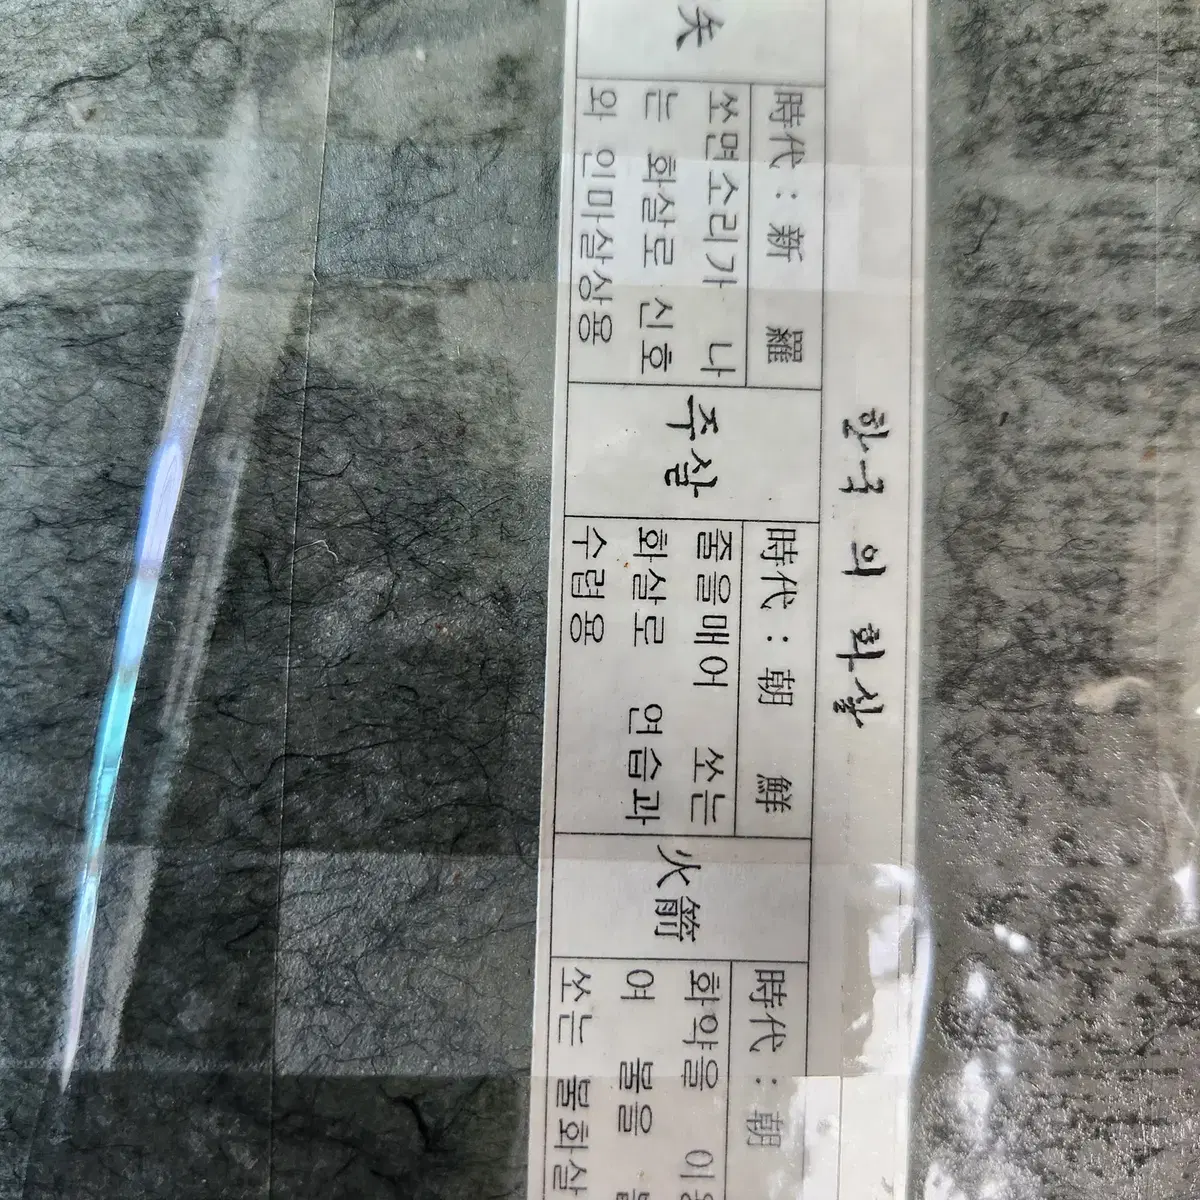 한국의 화살
矢
時代 : 新 羅
쏘면소리가 나
는 화살로 신호
와 인마살상용
주살
時代 : 朝 鮮
줄을매어 쏘는
화살로 연습과
수렵용
火箭
時代 : 朝
화약을
어 불을
쏘는 불화살